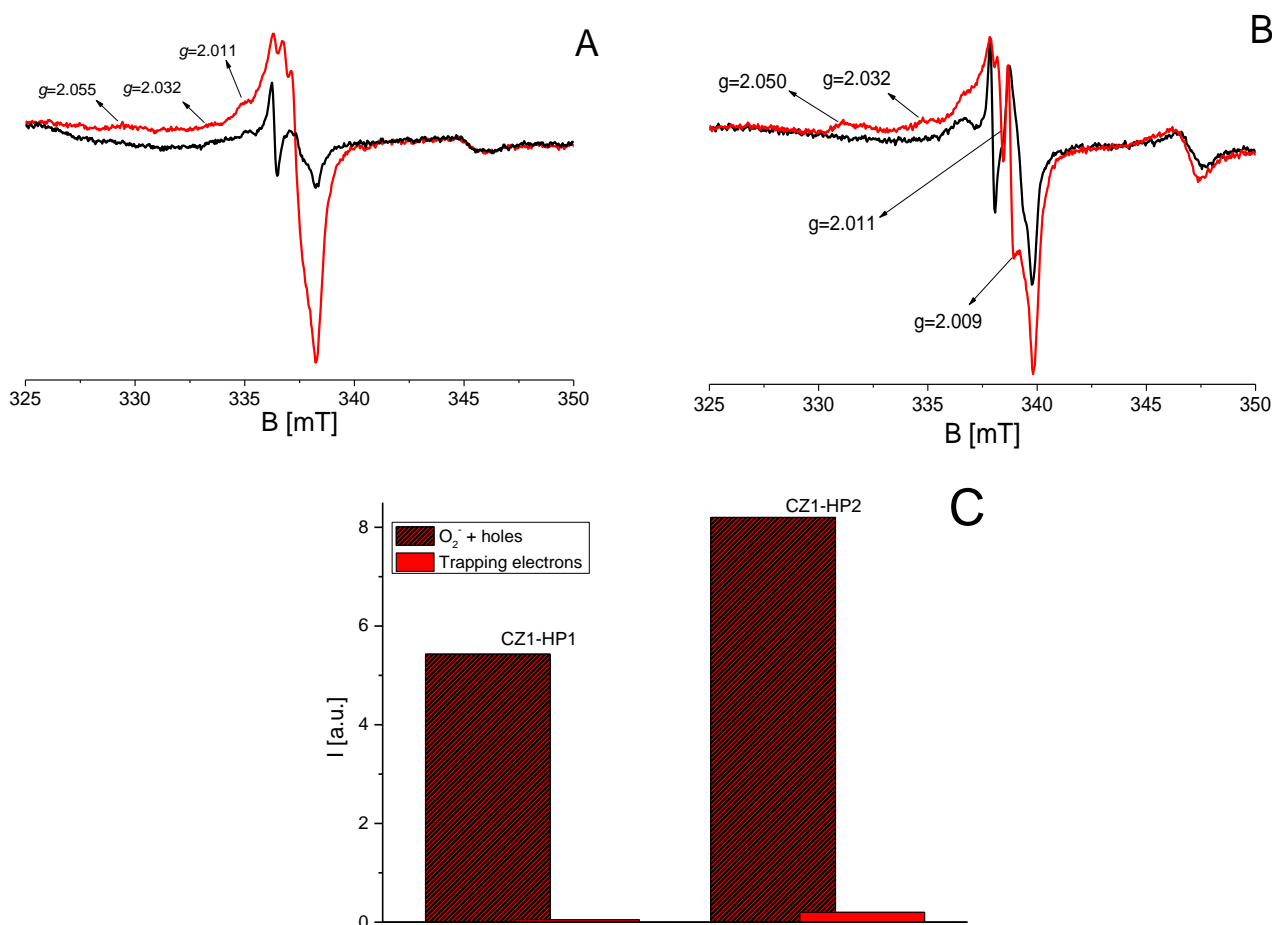 A
g=2.011
g=2.055
g=2.032
325 330 335 340 345 350
B [mT]
B
g=2.050
g=2.032
g=2.011
g=2.009
325 330 335 340 345 350
B [mT]
C
CZ1-HP2
O₂⁻ + holes
Trapping electrons
CZ1-HP1
8
6
4
2
0
I [a.u.]